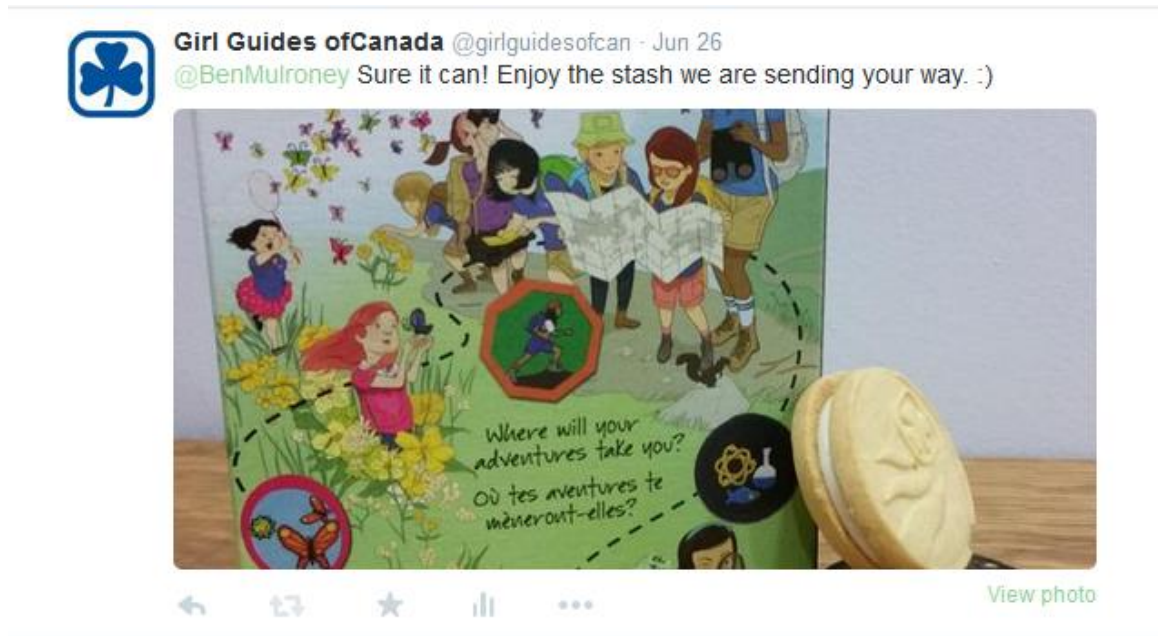 Girl Guides ofCanada @girlguidesofcan · Jun 26
@BenMulroney Sure it can! Enjoy the stash we are sending your way. :)
Where will your
adventures take you?
Où tes aventures te
mèneront-elles?
View photo